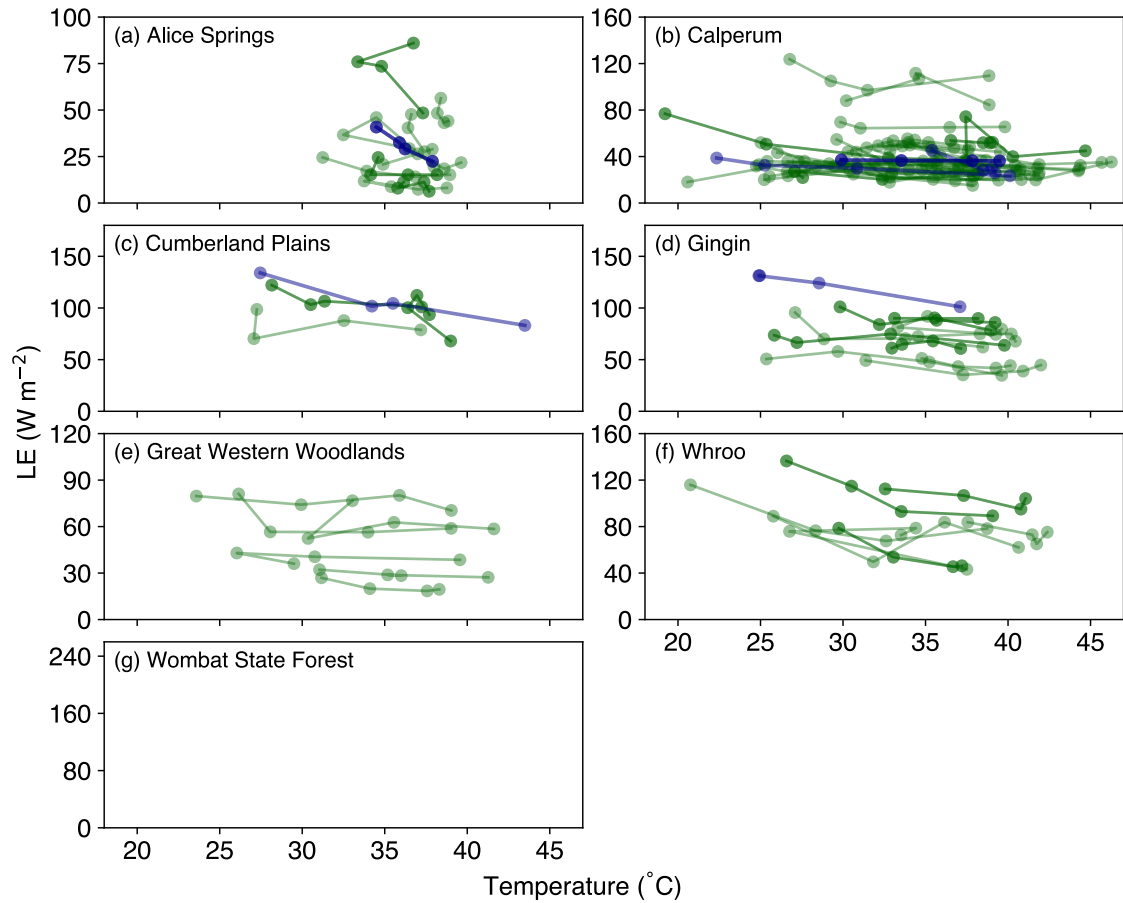 (a) Alice Springs
100
75
50
25
0
(b) Calperum
160
120
80
40
0
(c) Cumberland Plains
150
100
50
0
(d) Gingin
150
100
50
0
(e) Great Western Woodlands
120
90
60
30
0
(f) Whroo
160
120
80
40
0
20 25 30 35 40 45
(g) Wombat State Forest
240
160
80
0
20 25 30 35 40 45
LE (W m⁻²)
Temperature (°C)